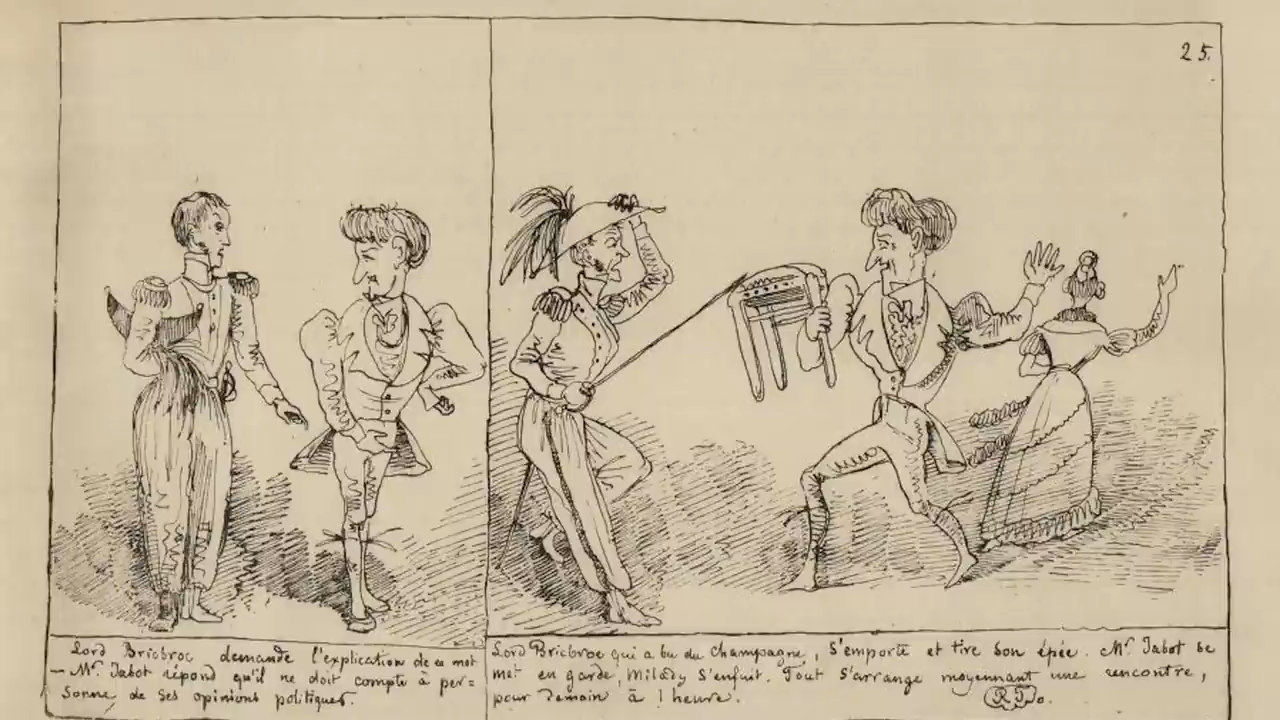 25.
Lord Bricbroc demande l'explication de ce mot
— Mr. Jabot répond qu'il ne doit compte à per=
sonne de ses opinions politiques.
Lord Bricbroc qui a bu du Champagne, s'emporte et tire son épée. Mr. Jabot se
met en garde, Milady s'enfuit. Tout s'arrange moyennant une rencontre,
pour demain à 1 heure.